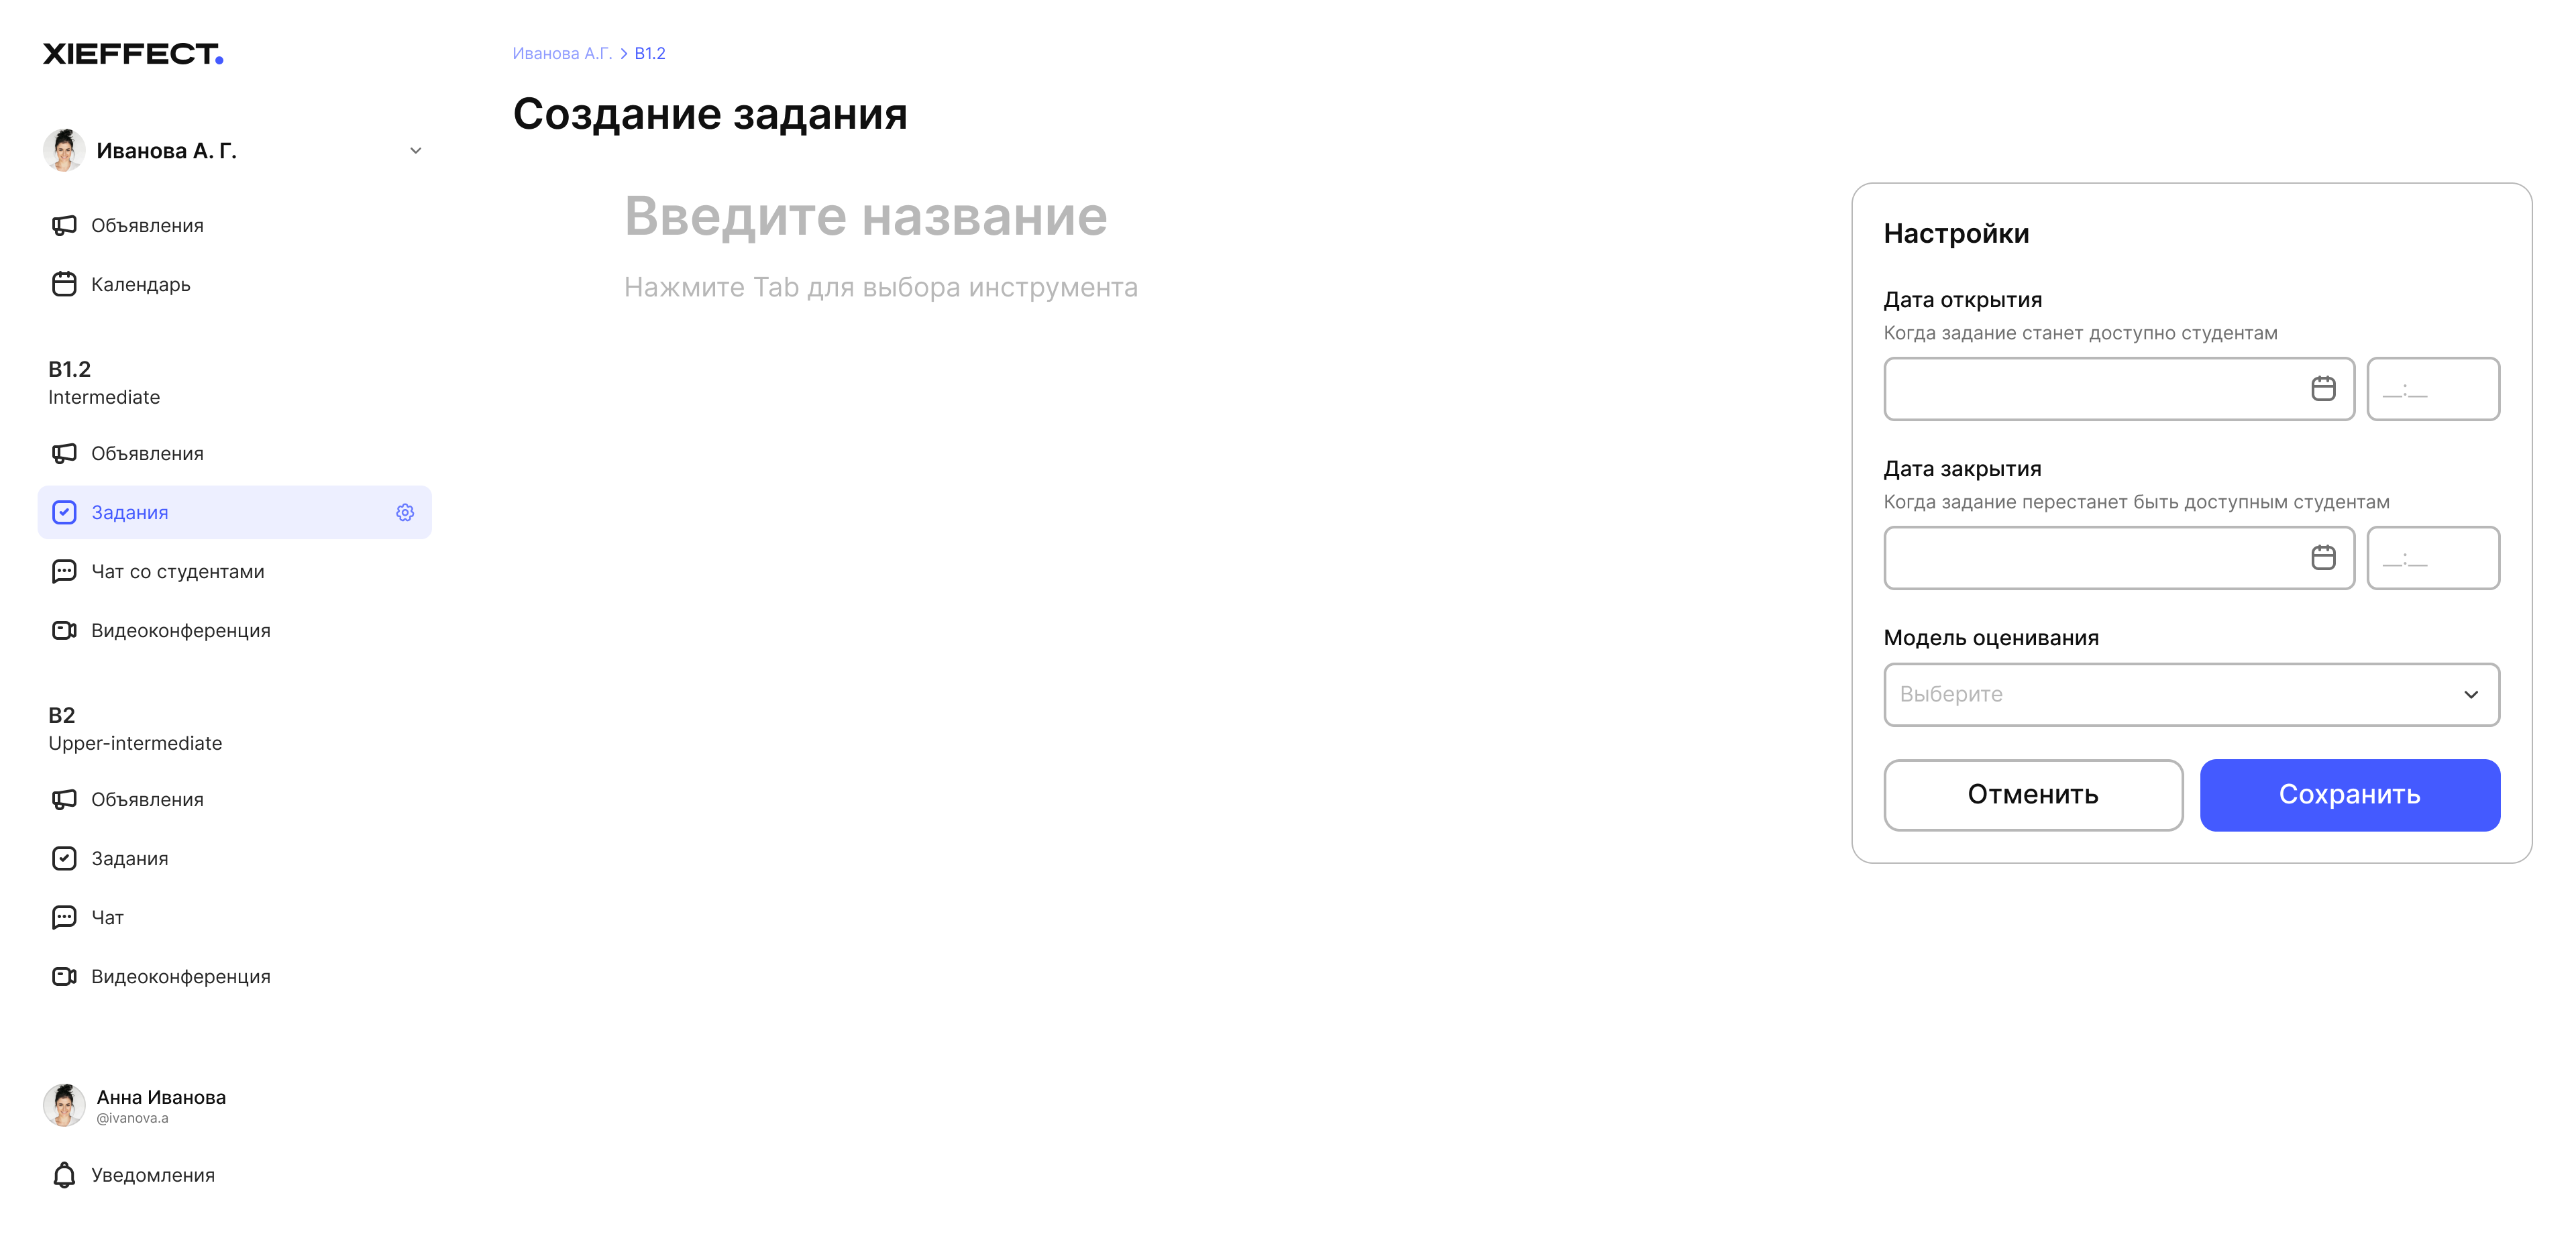 XIEFFECT.
Иванова А. Г.
Объявления
Календарь
B1.2
Intermediate
Объявления
Задания
Чат со студентами
Видеоконференция
B2
Upper-intermediate
Объявления
Задания
Чат
Видеоконференция
Анна Иванова
@ivanova.a
Уведомления
Иванова А.Г. > B1.2
Создание задания
Введите название
Нажмите Tab для выбора инструмента
Настройки
Дата открытия
Когда задание станет доступно студентам
__:__
Дата закрытия
Когда задание перестанет быть доступным студентам
__:__
Модель оценивания
Выберите
Отменить
Сохранить